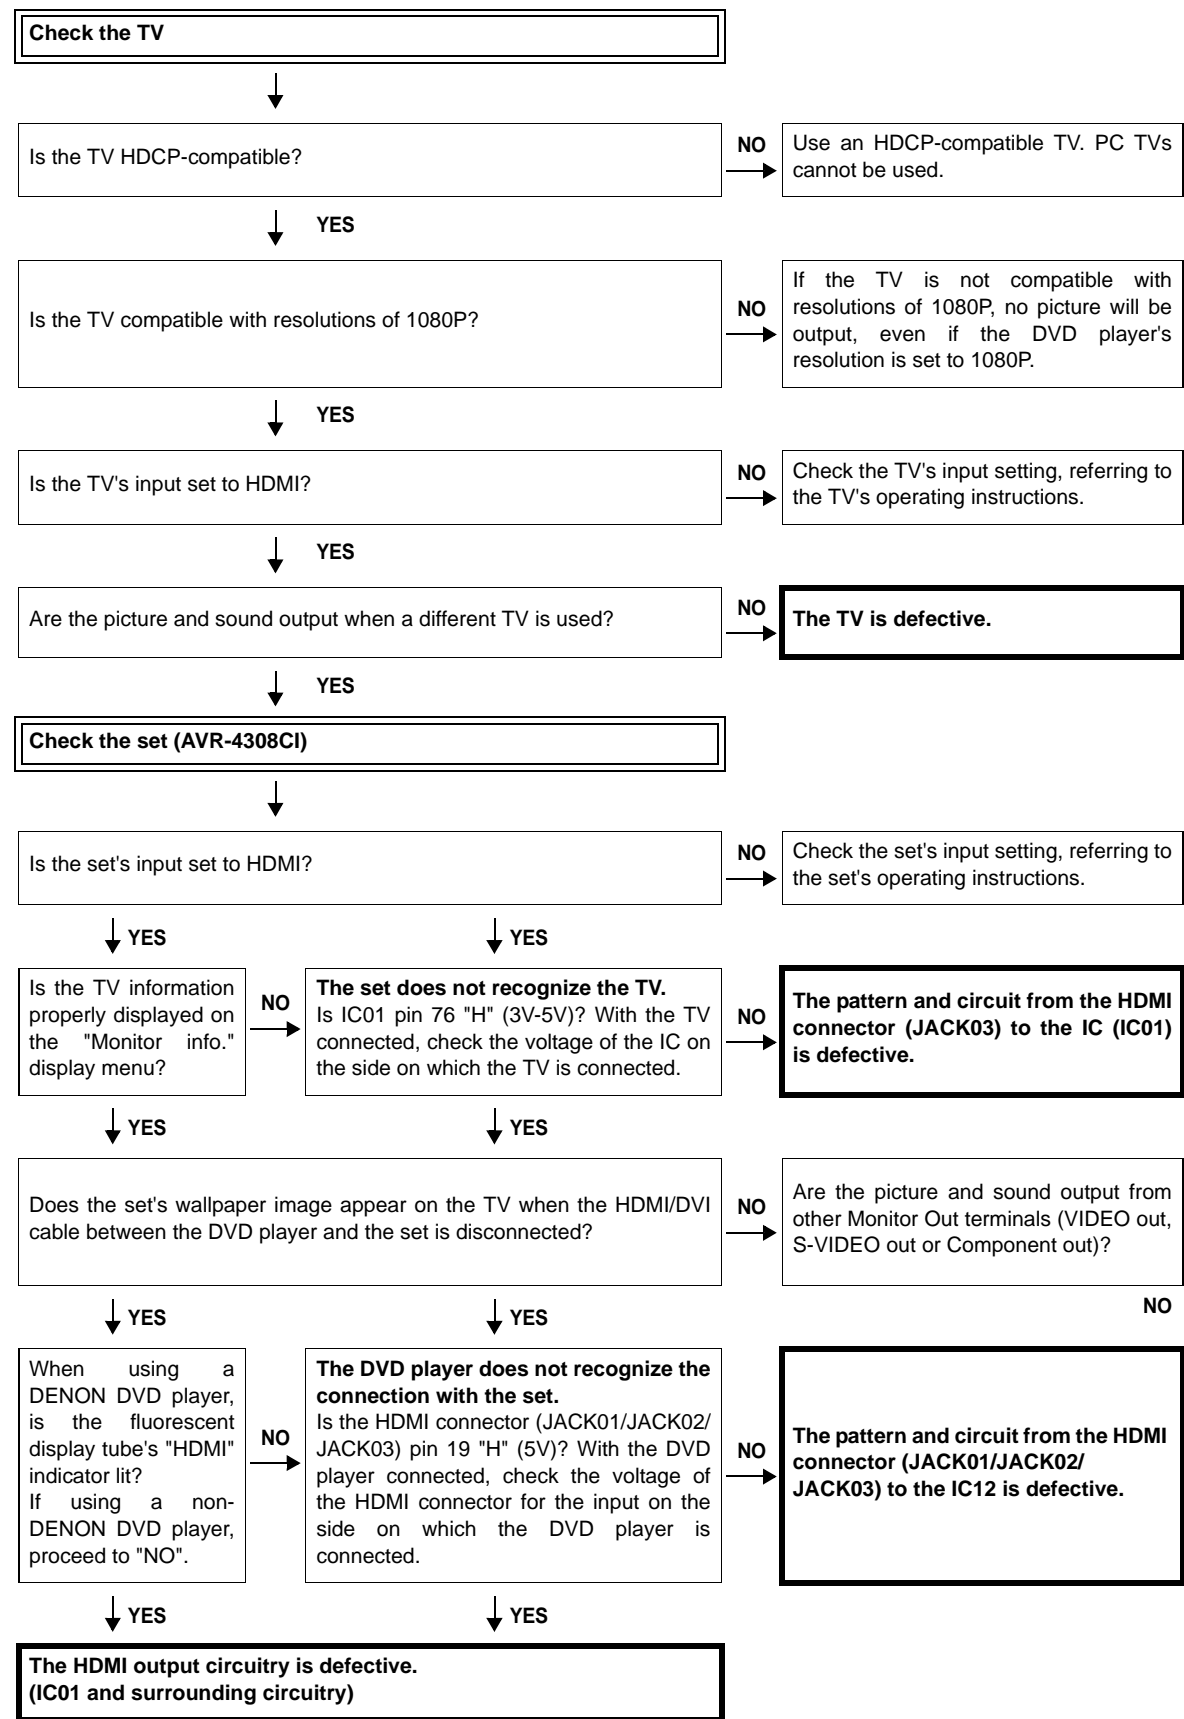 Check the TV
Is the TV HDCP-compatible?
NO
Use an HDCP-compatible TV. PC TVs
cannot be used.
YES
Is the TV compatible with resolutions of 1080P?
NO
If the TV is not compatible with
resolutions of 1080P, no picture will be
output, even if the DVD player's
resolution is set to 1080P.
YES
Is the TV's input set to HDMI?
NO
Check the TV's input setting, referring to
the TV's operating instructions.
YES
Are the picture and sound output when a different TV is used?
NO
The TV is defective.
YES
Check the set (AVR-4308CI)
Is the set's input set to HDMI?
NO
Check the set's input setting, referring to
the set's operating instructions.
YES
YES
Is the TV information
properly displayed on
the "Monitor info."
display menu?
NO
The set does not recognize the TV.
Is IC01 pin 76 "H" (3V-5V)? With the TV
connected, check the voltage of the IC on
the side on which the TV is connected.
NO
The pattern and circuit from the HDMI
connector (JACK03) to the IC (IC01)
is defective.
YES
YES
Does the set's wallpaper image appear on the TV when the HDMI/DVI
cable between the DVD player and the set is disconnected?
NO
Are the picture and sound output from
other Monitor Out terminals (VIDEO out,
S-VIDEO out or Component out)?
YES
YES
NO
When using a
DENON DVD player,
is the fluorescent
display tube's "HDMI"
indicator lit?
If using a non-
DENON DVD player,
proceed to "NO".
NO
The DVD player does not recognize the
connection with the set.
Is the HDMI connector (JACK01/JACK02/
JACK03) pin 19 "H" (5V)? With the DVD
player connected, check the voltage of
the HDMI connector for the input on the
side on which the DVD player is
connected.
NO
The pattern and circuit from the HDMI
connector (JACK01/JACK02/
JACK03) to the IC12 is defective.
YES
YES
The HDMI output circuitry is defective.
(IC01 and surrounding circuitry)